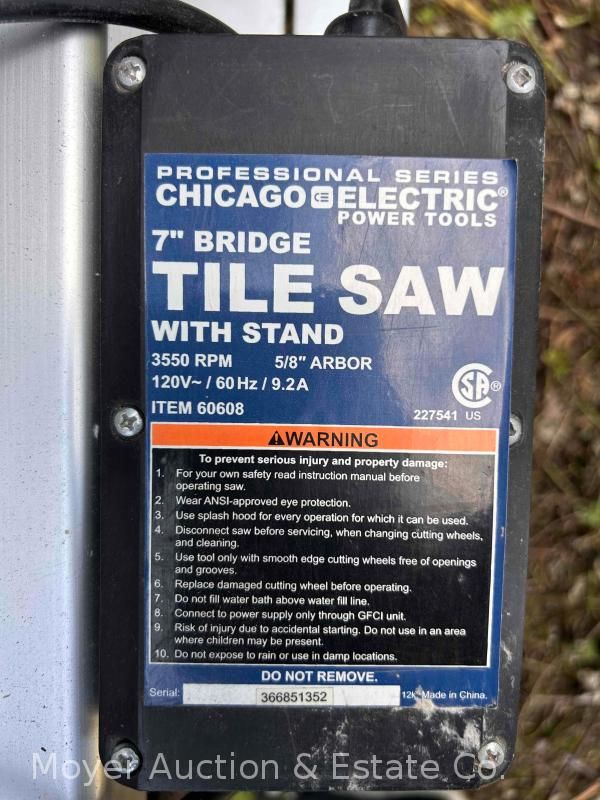 PROFESSIONAL SERIES
CHICAGO CE ELECTRIC®
POWER TOOLS
7" BRIDGE
TILE SAW
WITH STAND
3550 RPM 5/8" ARBOR
120V~ / 60 Hz / 9.2A
ITEM 60608
SA ®
227541 US
⚠WARNING
To prevent serious injury and property damage:
1. For your own safety read instruction manual before
operating saw.
2. Wear ANSI-approved eye protection.
3. Use splash hood for every operation for which it can be used.
4. Disconnect saw before servicing, when changing cutting wheels,
and cleaning.
5. Use tool only with smooth edge cutting wheels free of openings
and grooves.
6. Replace damaged cutting wheel before operating.
7. Do not fill water bath above water fill line.
8. Connect to power supply only through GFCI unit.
9. Risk of injury due to accidental starting. Do not use in an area
where children may be present.
10. Do not expose to rain or use in damp locations.
DO NOT REMOVE.
Serial: 366851352 12k Made in China.
Moyer Auction & Estate Co.